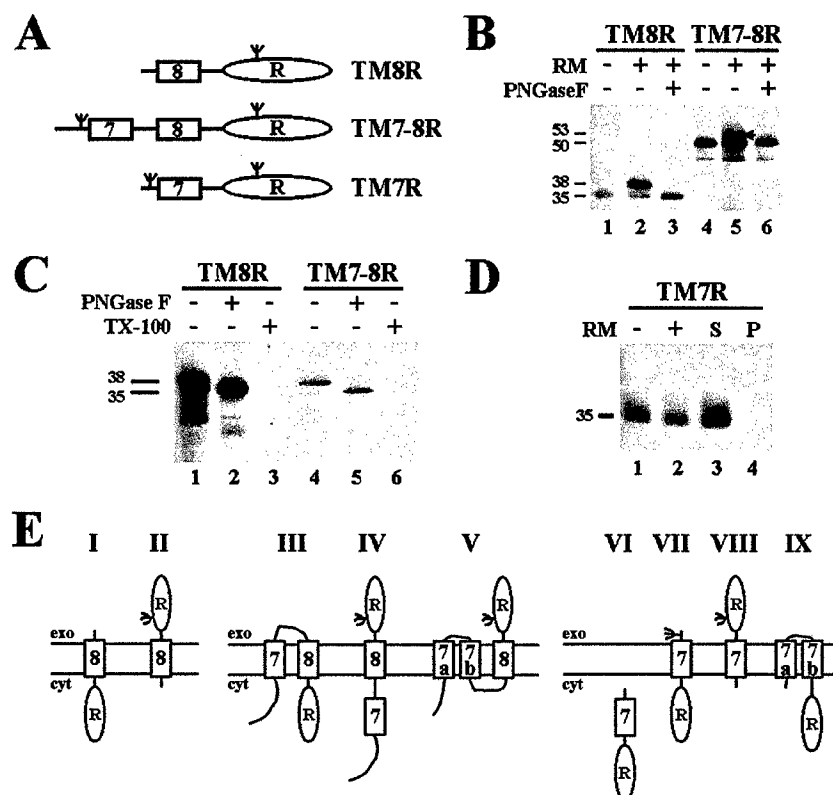 A
8 R TM8R
7 8 R TM7-8R
7 R TM7R
B
TM8R TM7-8R
RM - + + - + +
PNGaseF - - + - - +
53
50
38
35
1 2 3 4 5 6
C
TM8R TM7-8R
PNGase F - + - - + -
TX-100 - - + - - +
38
35
1 2 3 4 5 6
D
TM7R
RM - + S P
35
1 2 3 4
E
I II III IV V VI VII VIII IX
R R R R
exo exo exo
8 8 7 8 8 7a 7b 8 7 7 7a 7b
cyt cyt cyt
R R 7 7 R R
R